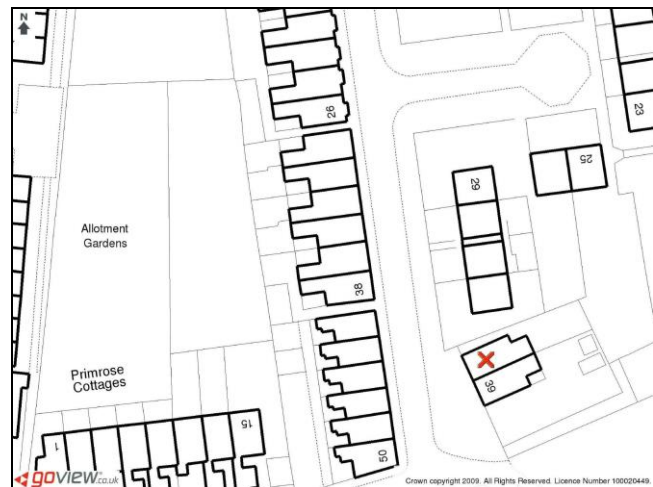 N
26
23
25
29
Allotment
Gardens
38
Primrose
Cottages
39
15
1
50
goview.co.uk
Crown copyright 2009. All Rights Reserved. Licence Number 100020449.